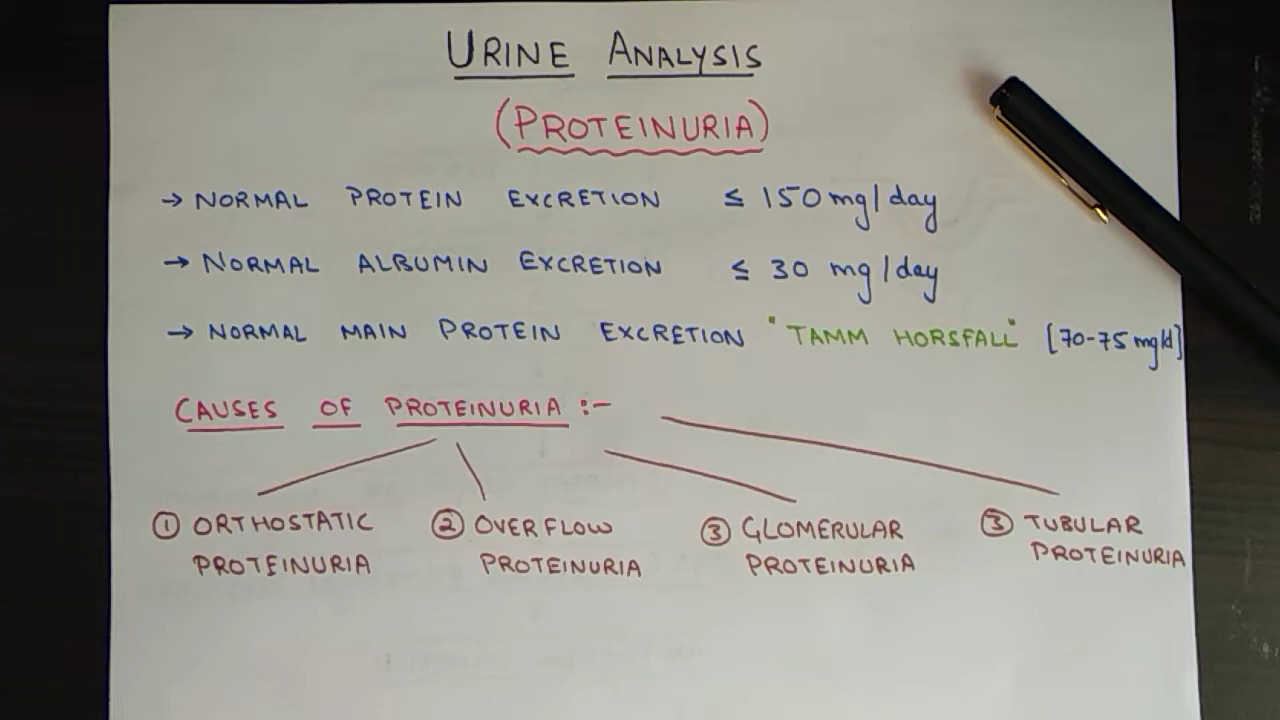 URINE ANALYSIS
(PROTEINURIA)
→ NORMAL PROTEIN EXCRETION ≤ 150 mg/day
→ NORMAL ALBUMIN EXCRETION ≤ 30 mg/day
→ NORMAL MAIN PROTEIN EXCRETION "TAMM HORSFALL" [70-75 mg/d]
CAUSES OF PROTEINURIA :-
① ORTHOSTATIC PROTEINURIA
② OVERFLOW PROTEINURIA
③ GLOMERULAR PROTEINURIA
③ TUBULAR PROTEINURIA